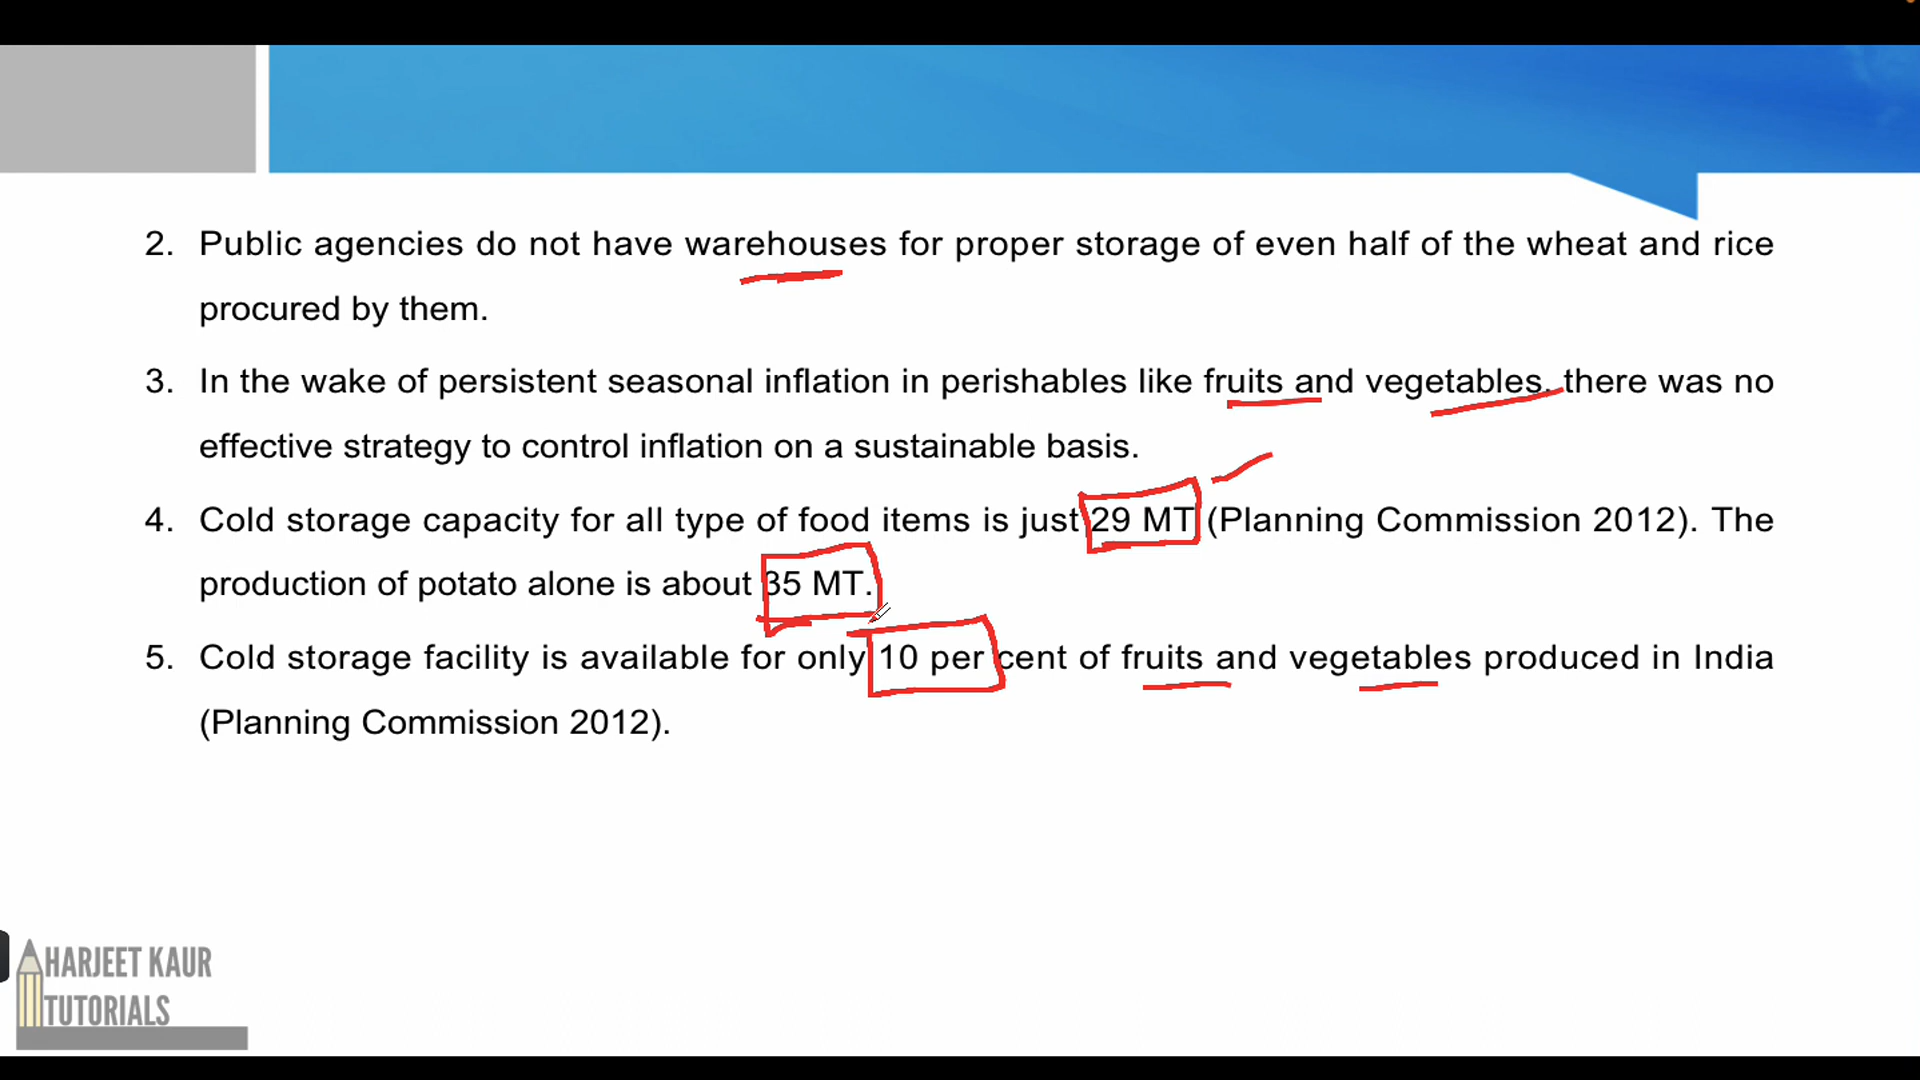 2. Public agencies do not have warehouses for proper storage of even half of the wheat and rice
procured by them.
3. In the wake of persistent seasonal inflation in perishables like fruits and vegetables, there was no
effective strategy to control inflation on a sustainable basis.
4. Cold storage capacity for all type of food items is just 29 MT (Planning Commission 2012). The
production of potato alone is about 35 MT.
5. Cold storage facility is available for only 10 per cent of fruits and vegetables produced in India
(Planning Commission 2012).
HARJEET KAUR
TUTORIALS